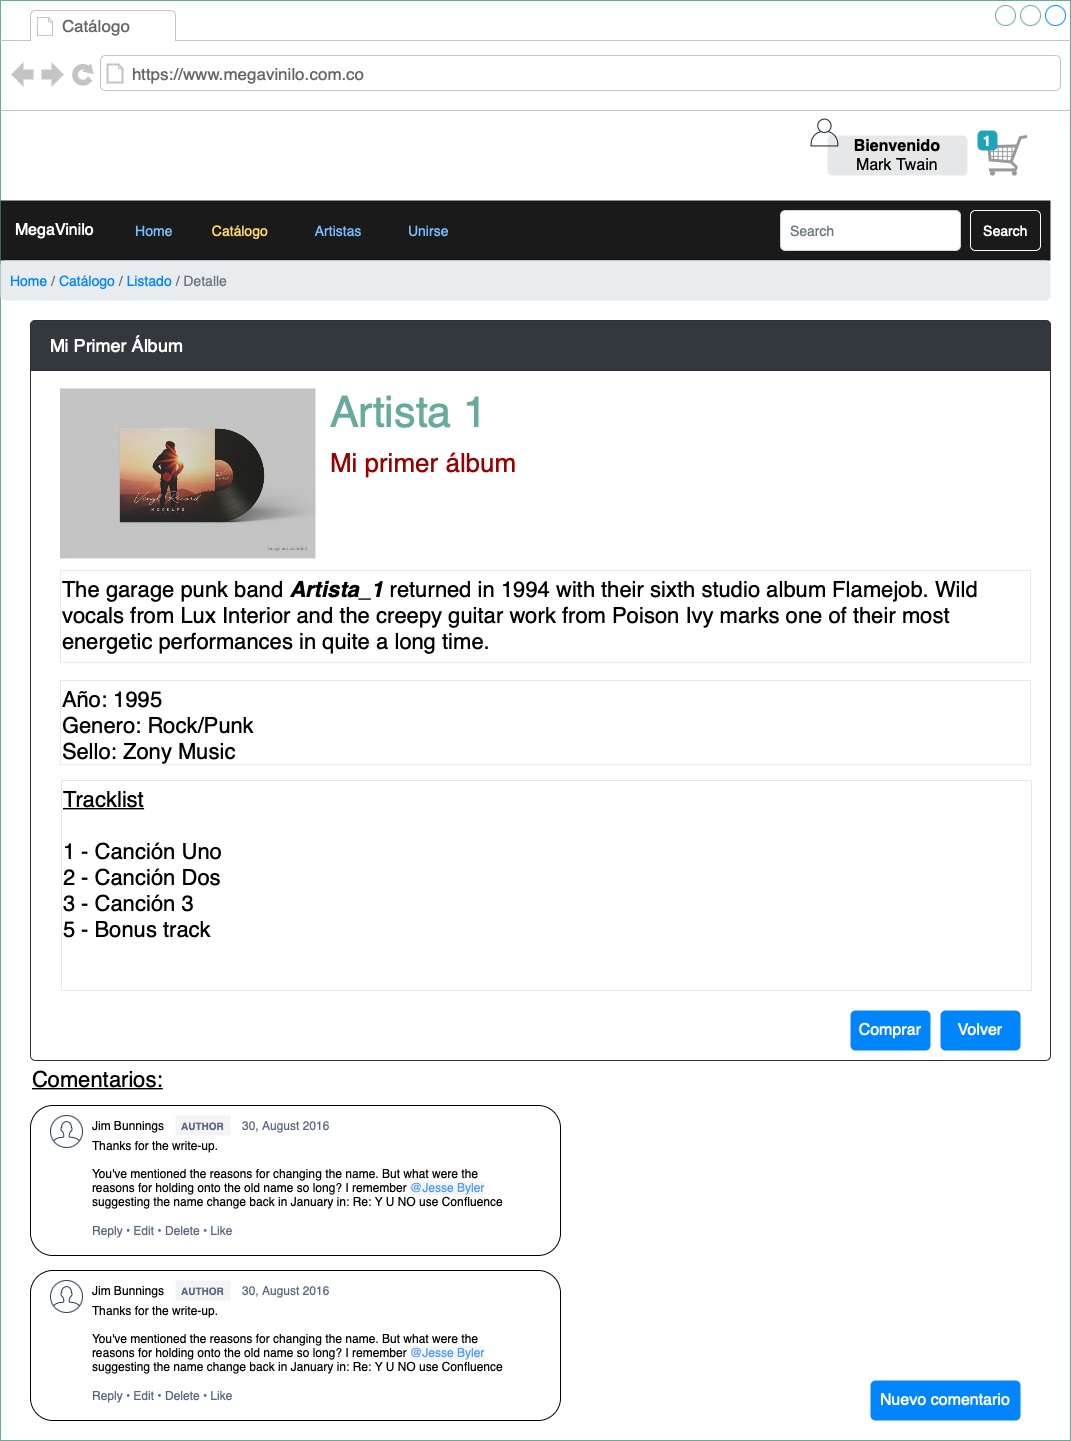 Catálogo
https://www.megavinilo.com.co
Bienvenido
Mark Twain
1
MegaVinilo Home Catálogo Artistas Unirse Search Search
Home / Catálogo / Listado / Detalle
Mi Primer Álbum
Artista 1
Mi primer álbum
Vinyl Record
MOCKUPS
The garage punk band Artista_1 returned in 1994 with their sixth studio album Flamejob. Wild
vocals from Lux Interior and the creepy guitar work from Poison Ivy marks one of their most
energetic performances in quite a long time.
Año: 1995
Genero: Rock/Punk
Sello: Zony Music
Tracklist
1 - Canción Uno
2 - Canción Dos
3 - Canción 3
5 - Bonus track
Comprar Volver
Comentarios:
Jim Bunnings AUTHOR 30, August 2016
Thanks for the write-up.
You've mentioned the reasons for changing the name. But what were the
reasons for holding onto the old name so long? I remember @Jesse Byler
suggesting the name change back in January in: Re: Y U NO use Confluence
Reply • Edit • Delete • Like
Jim Bunnings AUTHOR 30, August 2016
Thanks for the write-up.
You've mentioned the reasons for changing the name. But what were the
reasons for holding onto the old name so long? I remember @Jesse Byler
suggesting the name change back in January in: Re: Y U NO use Confluence
Reply • Edit • Delete • Like
Nuevo comentario